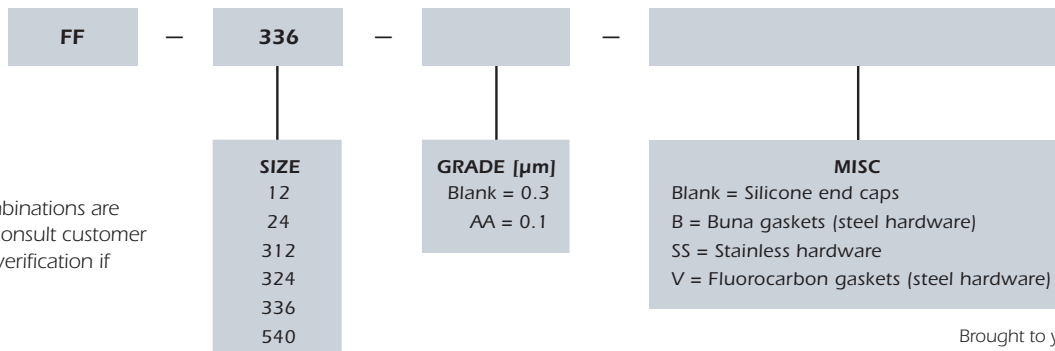 FF — 336 — —
SIZE
12
24
312
324
336
540
GRADE [µm]
Blank = 0.3
AA = 0.1
MISC
Blank = Silicone end caps
B = Buna gaskets (steel hardware)
SS = Stainless hardware
V = Fluorocarbon gaskets (steel hardware)
are
onsult customer
verification if
Brought to